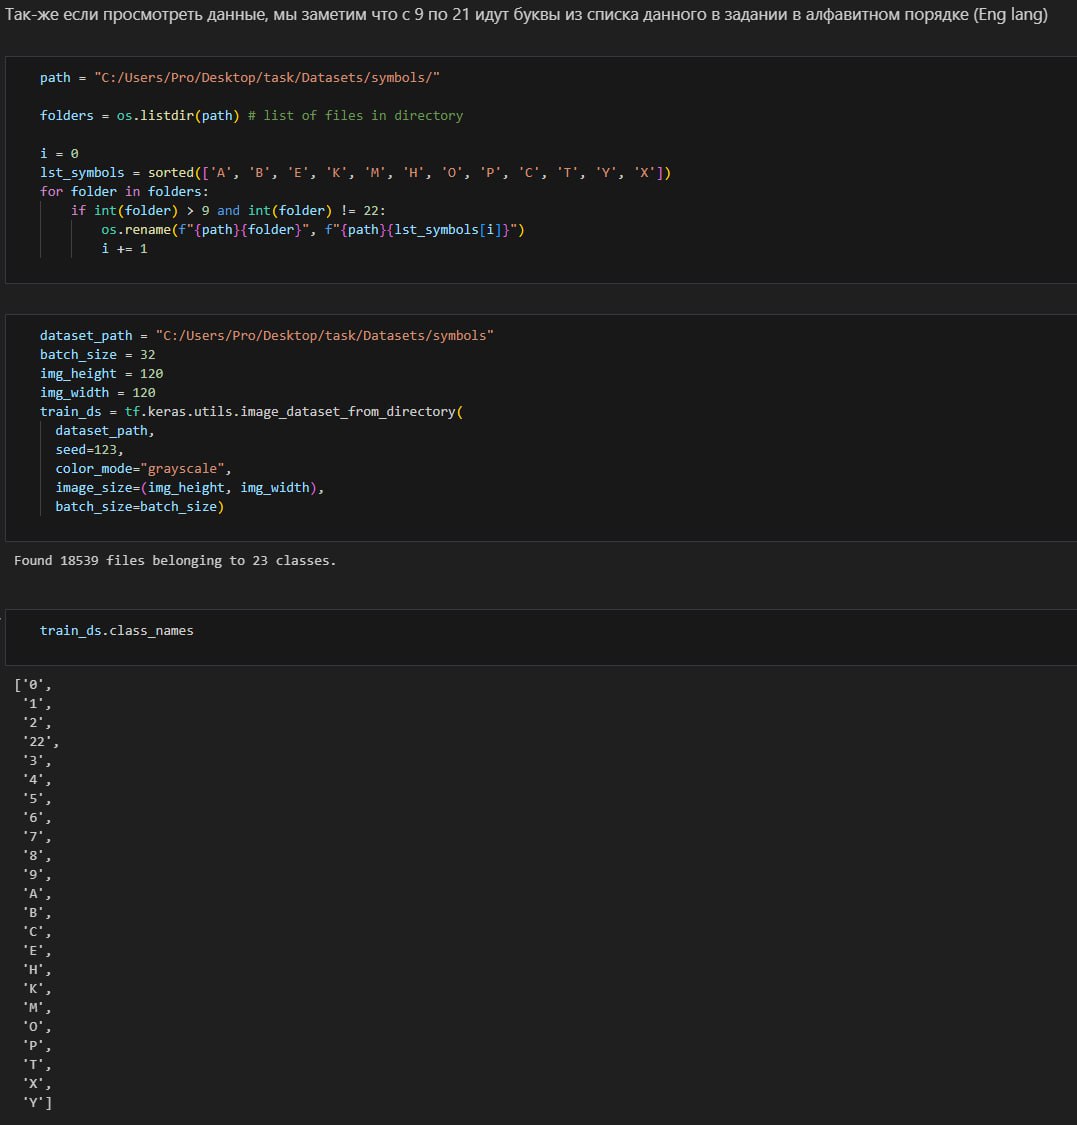 Так-же если просмотреть данные, мы заметим что с 9 по 21 идут буквы из списка данного в задании в алфавитном порядке (Eng lang)
path = "C:/Users/Pro/Desktop/task/Datasets/symbols/"
folders = os.listdir(path) # list of files in directory
i = 0
lst_symbols = sorted(['A', 'B', 'E', 'K', 'M', 'H', 'O', 'P', 'C', 'T', 'Y', 'X'])
for folder in folders:
    if int(folder) > 9 and int(folder) != 22:
        os.rename(f"{path}{folder}", f"{path}{lst_symbols[i]}")
        i += 1
dataset_path = "C:/Users/Pro/Desktop/task/Datasets/symbols"
batch_size = 32
img_height = 120
img_width = 120
train_ds = tf.keras.utils.image_dataset_from_directory(
  dataset_path,
  seed=123,
  color_mode="grayscale",
  image_size=(img_height, img_width),
  batch_size=batch_size)
Found 18539 files belonging to 23 classes.
train_ds.class_names
['0',
 '1',
 '2',
 '22',
 '3',
 '4',
 '5',
 '6',
 '7',
 '8',
 '9',
 'A',
 'B',
 'C',
 'E',
 'H',
 'K',
 'M',
 'O',
 'P',
 'T',
 'X',
 'Y']